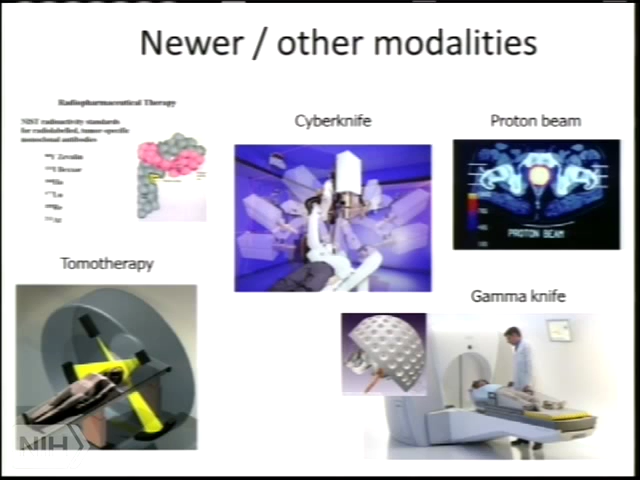 Newer / other modalities
Radiopharmaceutical Therapy
NIST radioactivity standards
for radiolabelled, tumor-specific
monoclonal antibodies
Zevalin
Bexxar
Cyberknife
Proton beam
PROTON BEAM
Tomotherapy
Gamma knife
NIH